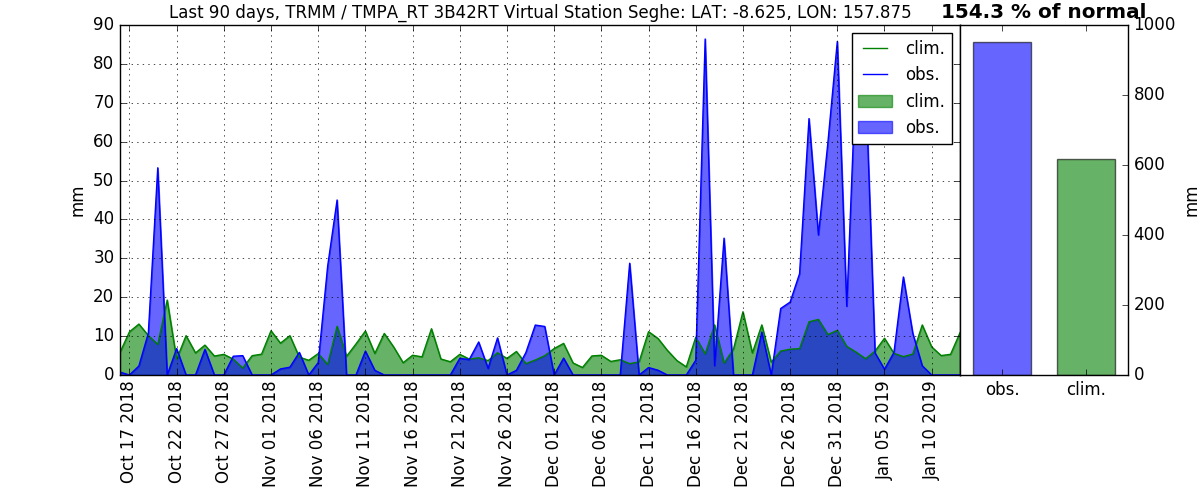 Last 90 days, TRMM / TMPA_RT 3B42RT Virtual Station Seghe: LAT: -8.625, LON: 157.875
154.3 % of normal
90
80
70
60
50
40
30
20
10
0
mm
clim.
obs.
clim.
obs.
1000
800
600
400
200
0
mm
Oct 17 2018
Oct 22 2018
Oct 27 2018
Nov 01 2018
Nov 06 2018
Nov 11 2018
Nov 16 2018
Nov 21 2018
Nov 26 2018
Dec 01 2018
Dec 06 2018
Dec 11 2018
Dec 16 2018
Dec 21 2018
Dec 26 2018
Dec 31 2018
Jan 05 2019
Jan 10 2019
obs.
clim.